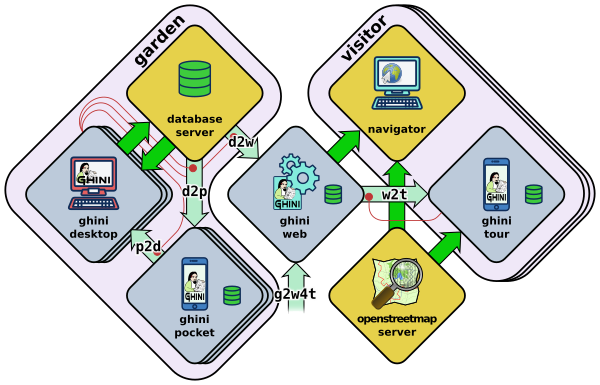 garden
visitor
database
server
navigator
d2w
GHINI
ghini
desktop
d2p
GHINI
ghini
web
w2t
GHINI
ghini
tour
p2d
GHINI
ghini
pocket
g2w4t
openstreetmap
server